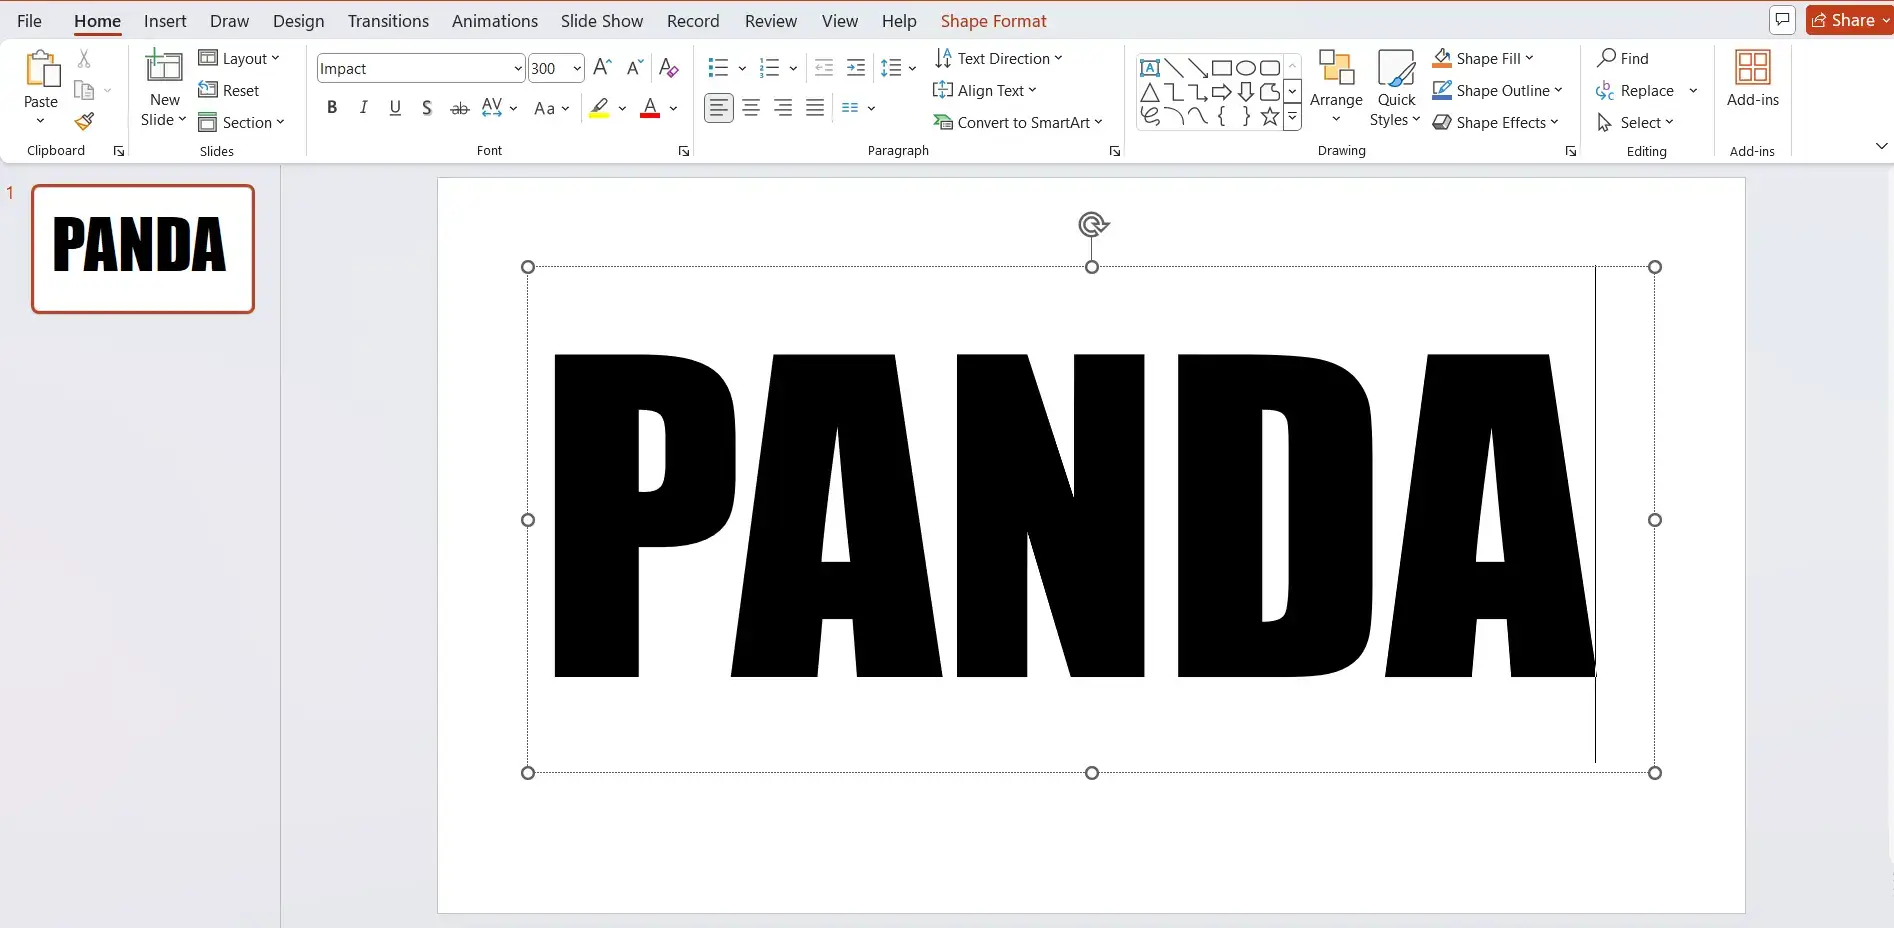 File Home Insert Draw Design Transitions Animations Slide Show Record Review View Help Shape Format Share
Paste
Clipboard
New
Slide
Layout
Reset
Section
Slides
Impact 300
B I U S ab AV Aa A
Font
Text Direction
Align Text
Convert to SmartArt
Paragraph
A
Arrange
Quick
Styles
Shape Fill
Shape Outline
Shape Effects
Drawing
Find
Replace
Select
Editing
Add-ins
Add-ins
1
PANDA
PANDA